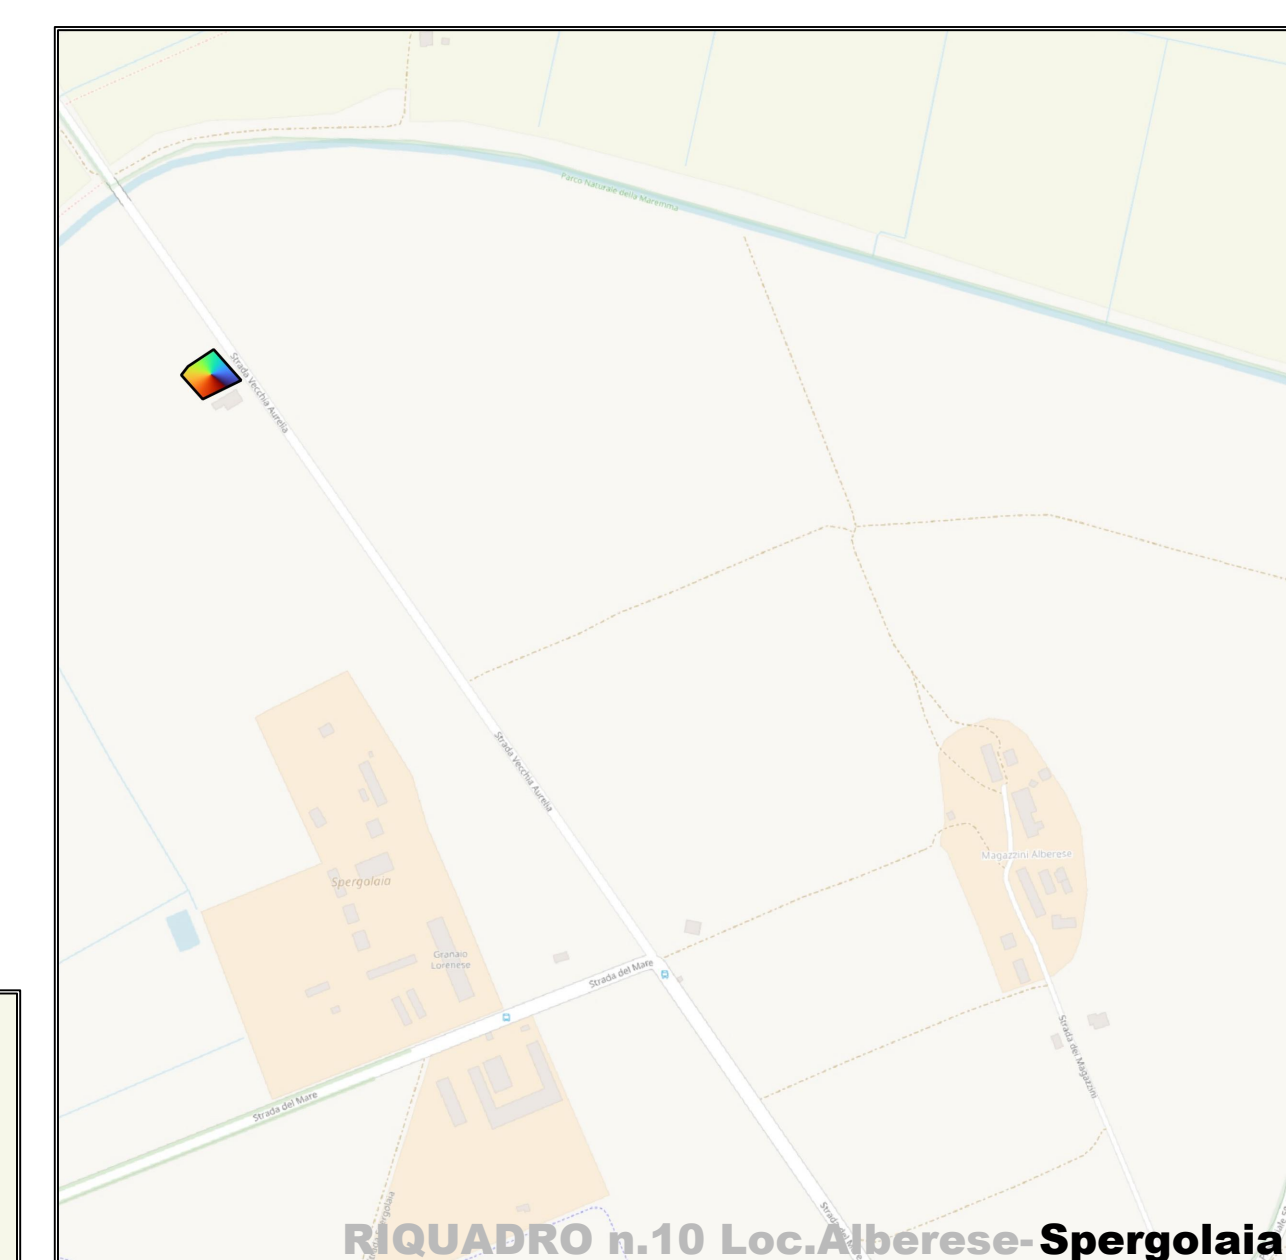 Parco Naturale della Maremma
Strada Vecchia Aurelia
Strada Vecchia Aurelia
Magazzini Alberese
Spergolaia
Granaio
Lorenese
Strada del Mare
Strada dei Magazzini
Strada del Mare
RIQUADRO n.10 Loc.Alberese-Spergolaia